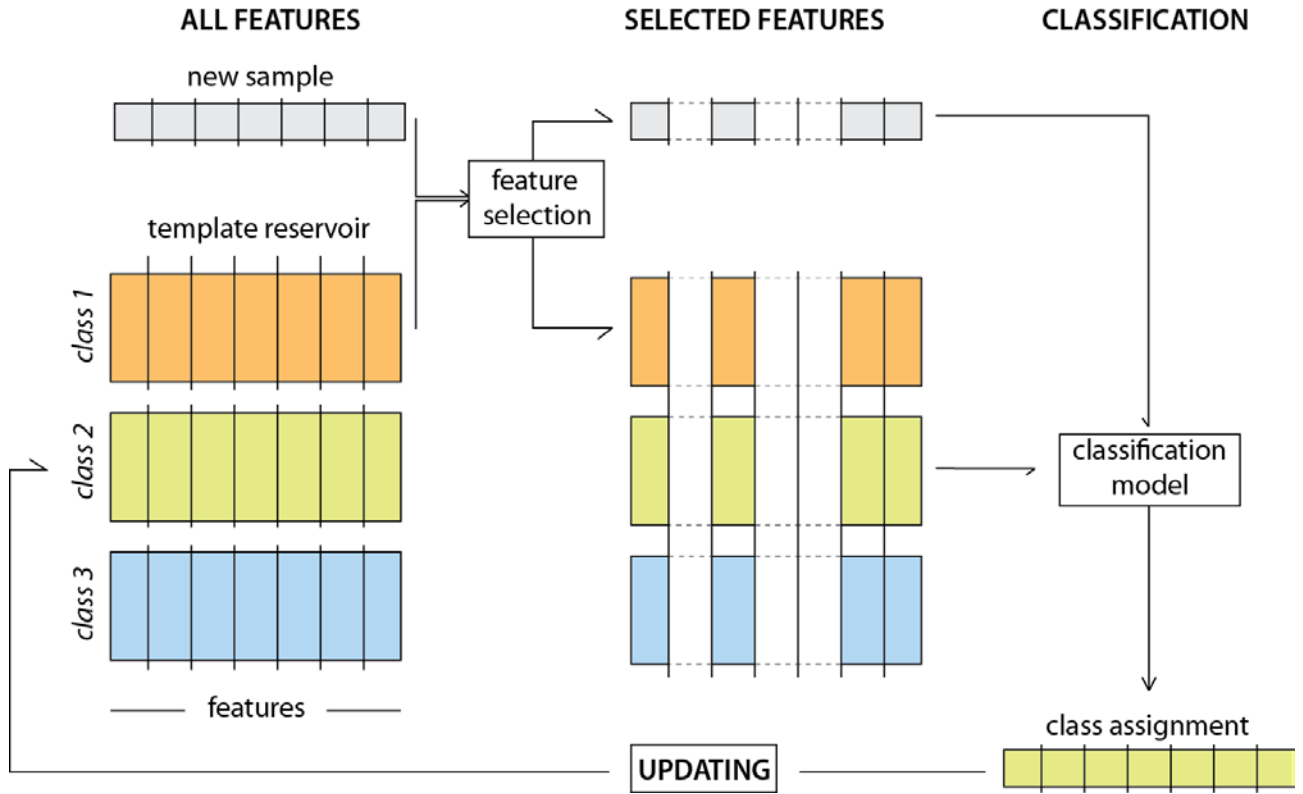 ALL FEATURES
SELECTED FEATURES
CLASSIFICATION
new sample
feature
selection
template reservoir
class 1
class 2
class 3
classification
model
features
class assignment
UPDATING